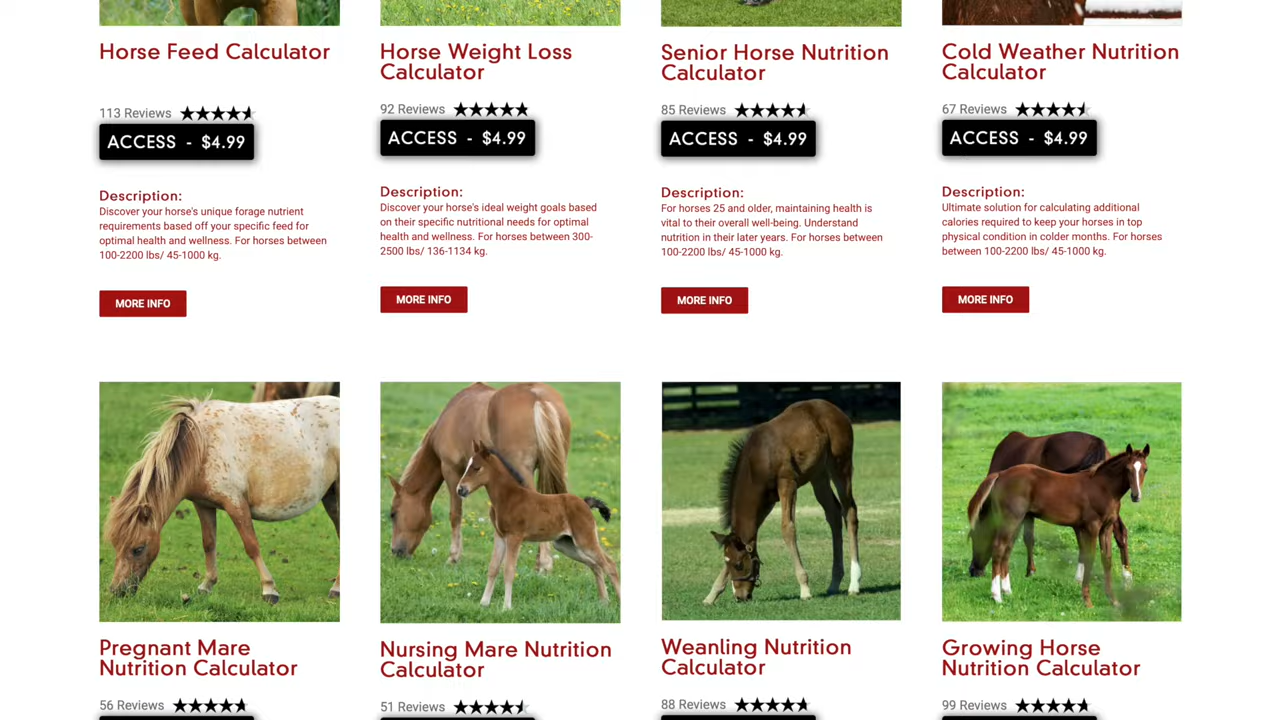 Horse Feed Calculator
113 Reviews
ACCESS - $4.99
Description:
Discover your horse's unique forage nutrient
requirements based off your specific feed for
optimal health and wellness. For horses between
100-2200 lbs/ 45-1000 kg.
MORE INFO
Horse Weight Loss
Calculator
92 Reviews
ACCESS - $4.99
Description:
Discover your horse's ideal weight goals based
on their specific nutritional needs for optimal
health and wellness. For horses between 300-
2500 lbs/ 136-1134 kg.
MORE INFO
Senior Horse Nutrition
Calculator
85 Reviews
ACCESS - $4.99
Description:
For horses 25 and older, maintaining health is
vital to their overall well-being. Understand
nutrition in their later years. For horses between
100-2200 lbs/ 45-1000 kg.
MORE INFO
Cold Weather Nutrition
Calculator
67 Reviews
ACCESS - $4.99
Description:
Ultimate solution for calculating additional
calories required to keep your horses in top
physical condition in colder months. For horses
between 100-2200 lbs/ 45-1000 kg.
MORE INFO
Pregnant Mare
Nutrition Calculator
56 Reviews
Nursing Mare Nutrition
Calculator
51 Reviews
Weanling Nutrition
Calculator
88 Reviews
Growing Horse
Nutrition Calculator
99 Reviews